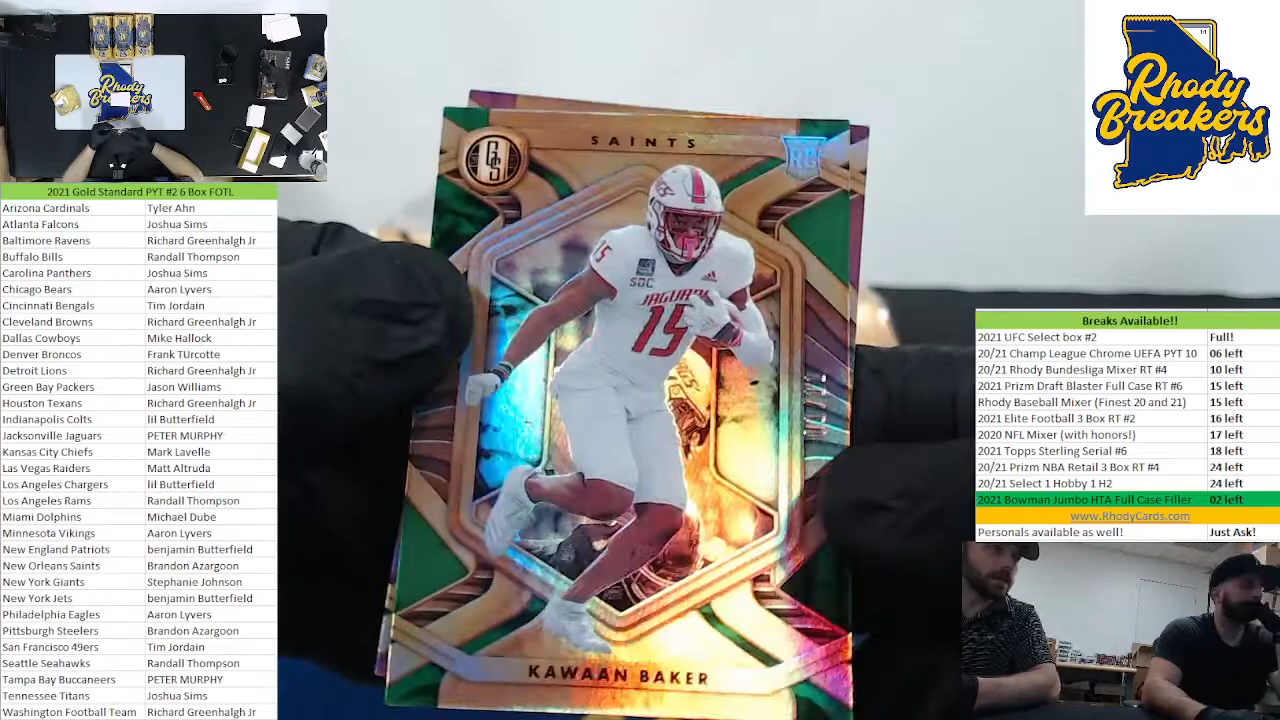 2021 Gold Standard PYT #2 6 Box FOTL
Arizona Cardinals Tyler Ahn
Atlanta Falcons Joshua Sims
Baltimore Ravens Richard Greenhalgh Jr
Buffalo Bills Randall Thompson
Carolina Panthers Joshua Sims
Chicago Bears Aaron Lyvers
Cincinnati Bengals Tim Jordain
Cleveland Browns Richard Greenhalgh Jr
Dallas Cowboys Mike Hallock
Denver Broncos Frank TUrcotte
Detroit Lions Richard Greenhalgh Jr
Green Bay Packers Jason Williams
Houston Texans Richard Greenhalgh Jr
Indianapolis Colts lil Butterfield
Jacksonville Jaguars PETER MURPHY
Kansas City Chiefs Mark Lavelle
Las Vegas Raiders Matt Altruda
Los Angeles Chargers lil Butterfield
Los Angeles Rams Randall Thompson
Miami Dolphins Michael Dube
Minnesota Vikings Aaron Lyvers
New England Patriots benjamin Butterfield
New Orleans Saints Brandon Azargoon
New York Giants Stephanie Johnson
New York Jets benjamin Butterfield
Philadelphia Eagles Aaron Lyvers
Pittsburgh Steelers Brandon Azargoon
San Francisco 49ers Tim Jordain
Seattle Seahawks Randall Thompson
Tampa Bay Buccaneers PETER MURPHY
Tennessee Titans Joshua Sims
Washington Football Team Richard Greenhalgh Jr
Rhody
Breakers
SAINTS
GS
RC
15
SBC
JAGUARS
15
KAWAAN BAKER
Rhody
Breakers
Breaks Available!!
2021 UFC Select box #2 Full!
20/21 Champ League Chrome UEFA PYT 10 06 left
20/21 Rhody Bundesliga Mixer RT #4 10 left
2021 Prizm Draft Blaster Full Case RT #6 15 left
Rhody Baseball Mixer (Finest 20 and 21) 15 left
2021 Elite Football 3 Box RT #2 16 left
2020 NFL Mixer (with honors!) 17 left
2021 Topps Sterling Serial #6 18 left
20/21 Prizm NBA Retail 3 Box RT #4 24 left
20/21 Select 1 Hobby 1 H2 24 left
2021 Bowman Jumbo HTA Full Case Filler 02 left
www.RhodyCards.com
Personals available as well! Just Ask!